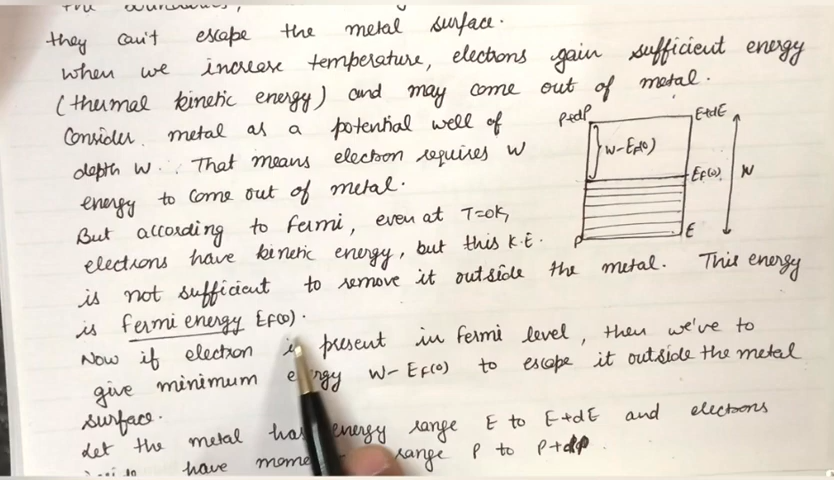 they can't escape the metal surface.
When we increase temperature, electrons gain sufficient energy
(thermal kinetic energy) and may come out of metal.
Consider metal as a potential well of
depth W. That means electron requires W
energy to come out of metal.
But according to Fermi, even at T=0K,
electrons have kinetic energy, but this K.E.
is not sufficient to remove it outside the metal. This energy
is Fermi energy EF(0).
Now if electron is present in Fermi level, then we've to
give minimum energy W-EF(0) to escape it outside the metal
surface.
Let the metal has energy range E to E+dE and electrons
have range P to P+dP
P+dP
E+dE
W-EF(0)
EF(0)
W
P
E